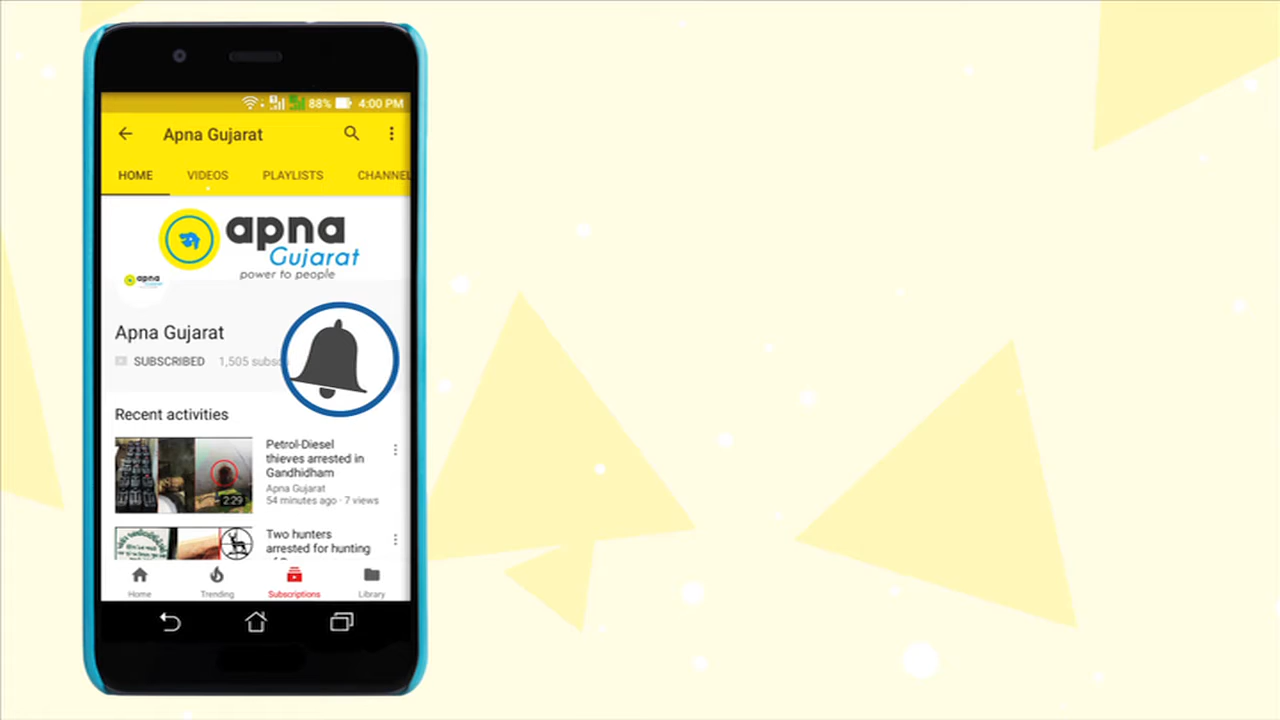 88% 4:00 PM
Apna Gujarat
HOME VIDEOS PLAYLISTS CHANNEL
apna
Gujarat
power to people
apna
Apna Gujarat
SUBSCRIBED 1,505 subsc
Recent activities
Petrol-Diesel
thieves arrested in
Gandhidham
Apna Gujarat
54 minutes ago · 7 views
2:29
Two hunters
arrested for hunting
Home Trending Subscriptions Library